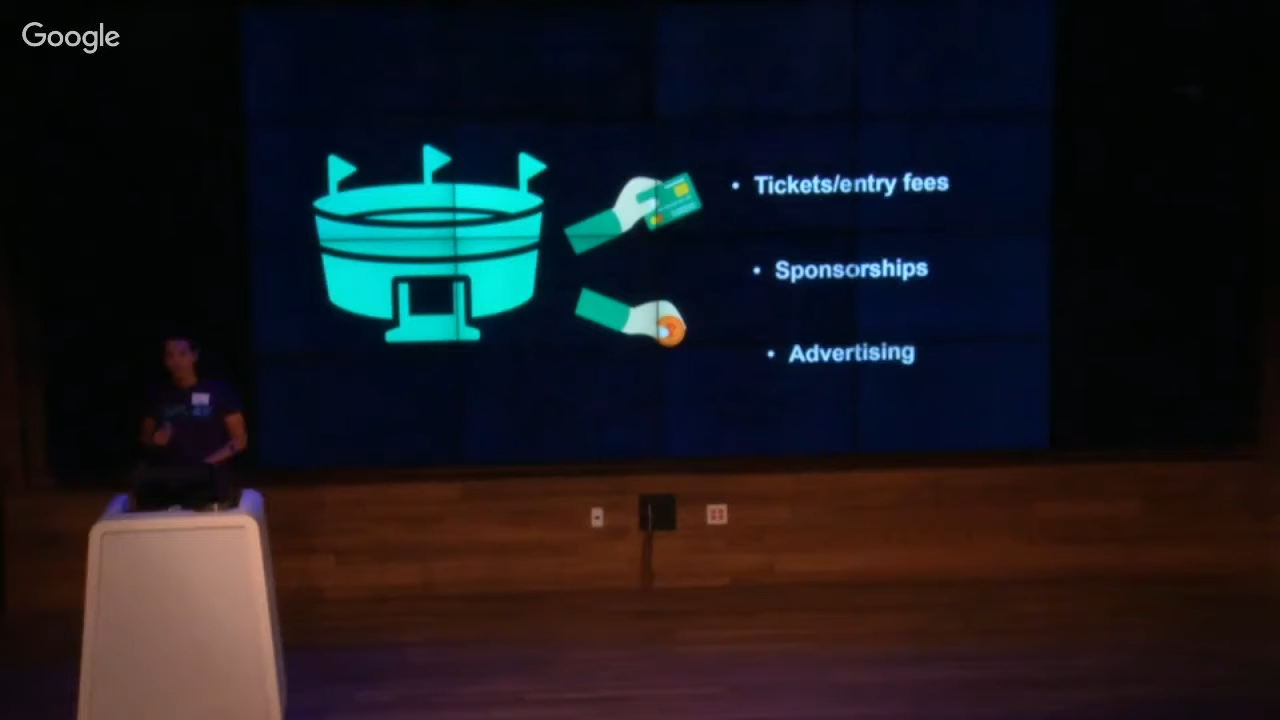 Google
• Tickets/entry fees
• Sponsorships
• Advertising